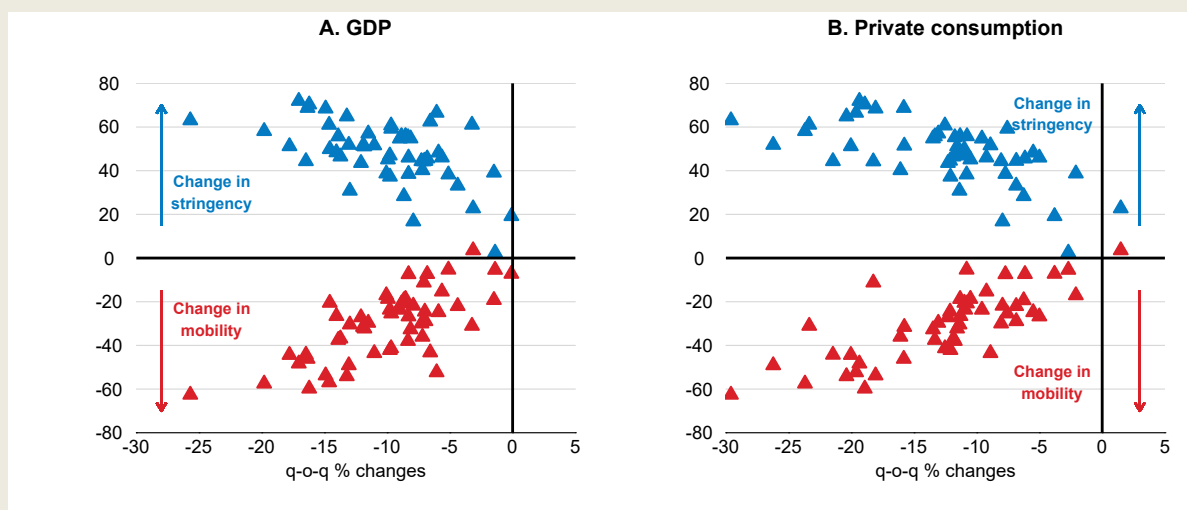 A. GDP
80
60
40
20
0
-20
-40
-60
-80
-30 -25 -20 -15 -10 -5 0 5
q-o-q % changes
Change in
stringency
Change in
mobility
B. Private consumption
80
60
40
20
0
-20
-40
-60
-80
-30 -25 -20 -15 -10 -5 0 5
q-o-q % changes
Change in
stringency
Change in
mobility